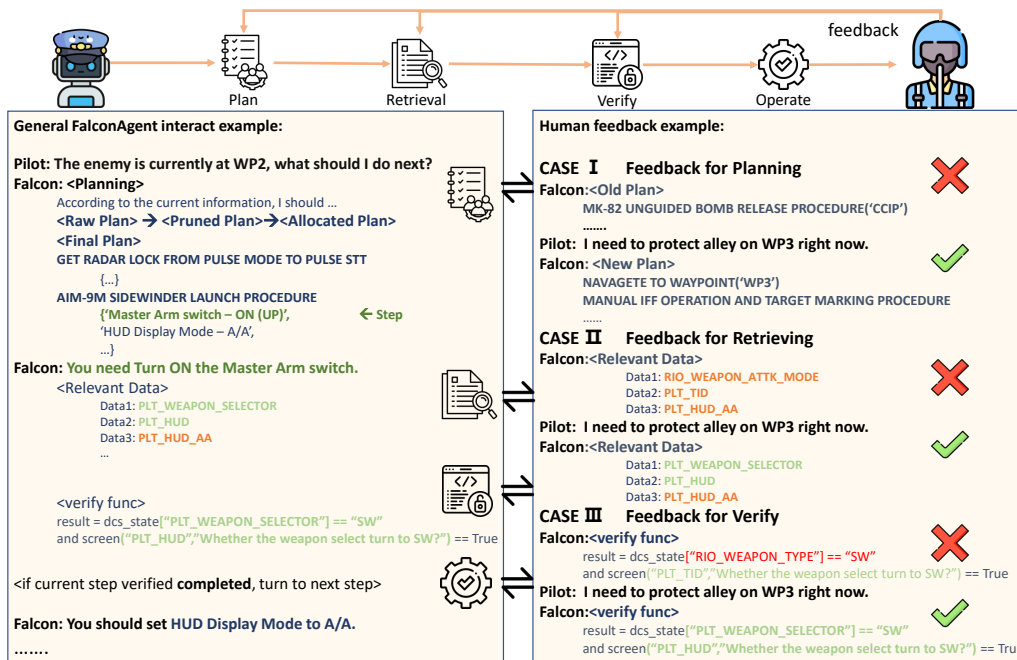 feedback
Plan
Retrieval
Verify
Operate
General FalconAgent interact example:
Pilot: The enemy is currently at WP2, what should I do next?
Falcon: <Planning>
According to the current information, I should …
<Raw Plan> → <Pruned Plan>→<Allocated Plan>
<Final Plan>
GET RADAR LOCK FROM PULSE MODE TO PULSE STT
{…}
AIM-9M SIDEWINDER LAUNCH PROCEDURE
{‘Master Arm switch – ON (UP)’, ← Step
‘HUD Display Mode – A/A’,
…}
Falcon: You need Turn ON the Master Arm switch.
<Relevant Data>
Data1: PLT_WEAPON_SELECTOR
Data2: PLT_HUD
Data3: PLT_HUD_AA
…
<verify func>
result = dcs_state[“PLT_WEAPON_SELECTOR”] == “SW”
and screen(“PLT_HUD”,”Whether the weapon select turn to SW?”) == True
<if current step verified completed, turn to next step>
Falcon: You should set HUD Display Mode to A/A.
…….
Human feedback example:
CASE I Feedback for Planning
Falcon:<Old Plan>
MK-82 UNGUIDED BOMB RELEASE PROCEDURE(‘CCIP’)
…….
Pilot: I need to protect alley on WP3 right now.
Falcon: <New Plan>
NAVAGETE TO WAYPOINT(‘WP3’)
MANUAL IFF OPERATION AND TARGET MARKING PROCEDURE
……
CASE II Feedback for Retrieving
Falcon:<Relevant Data>
Data1: RIO_WEAPON_ATTK_MODE
Data2: PLT_TID
Data3: PLT_HUD_AA
Pilot: I need to protect alley on WP3 right now.
Falcon:<Relevant Data>
Data1: PLT_WEAPON_SELECTOR
Data2: PLT_HUD
Data3: PLT_HUD_AA
CASE III Feedback for Verify
Falcon:<verify func>
result = dcs_state[“RIO_WEAPON_TYPE”] == “SW”
and screen(“PLT_TID”,”Whether the weapon select turn to SW?”) == True
Pilot: I need to protect alley on WP3 right now.
Falcon:<verify func>
result = dcs_state[“PLT_WEAPON_SELECTOR”] == “SW”
and screen(“PLT_HUD”,”Whether the weapon select turn to SW?”) == True